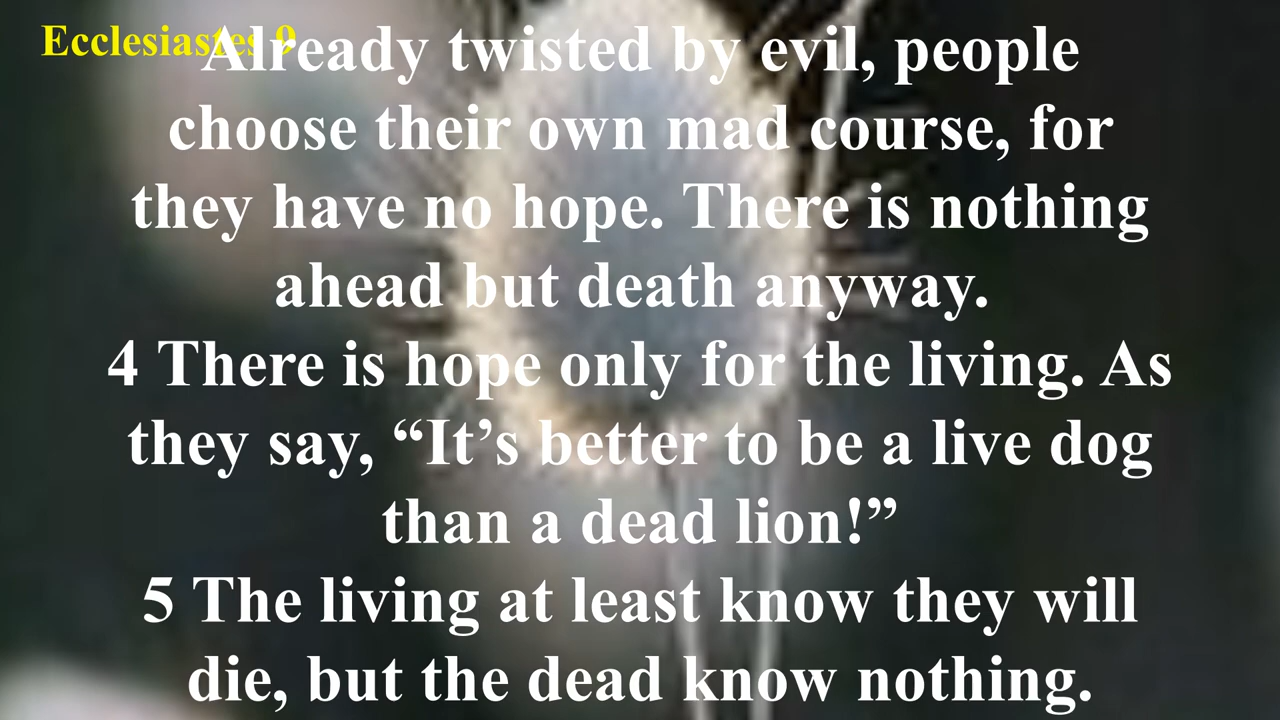 Ecclesiastes 9
Already twisted by evil, people
choose their own mad course, for
they have no hope. There is nothing
ahead but death anyway.
4 There is hope only for the living. As
they say, “It’s better to be a live dog
than a dead lion!”
5 The living at least know they will
die, but the dead know nothing.